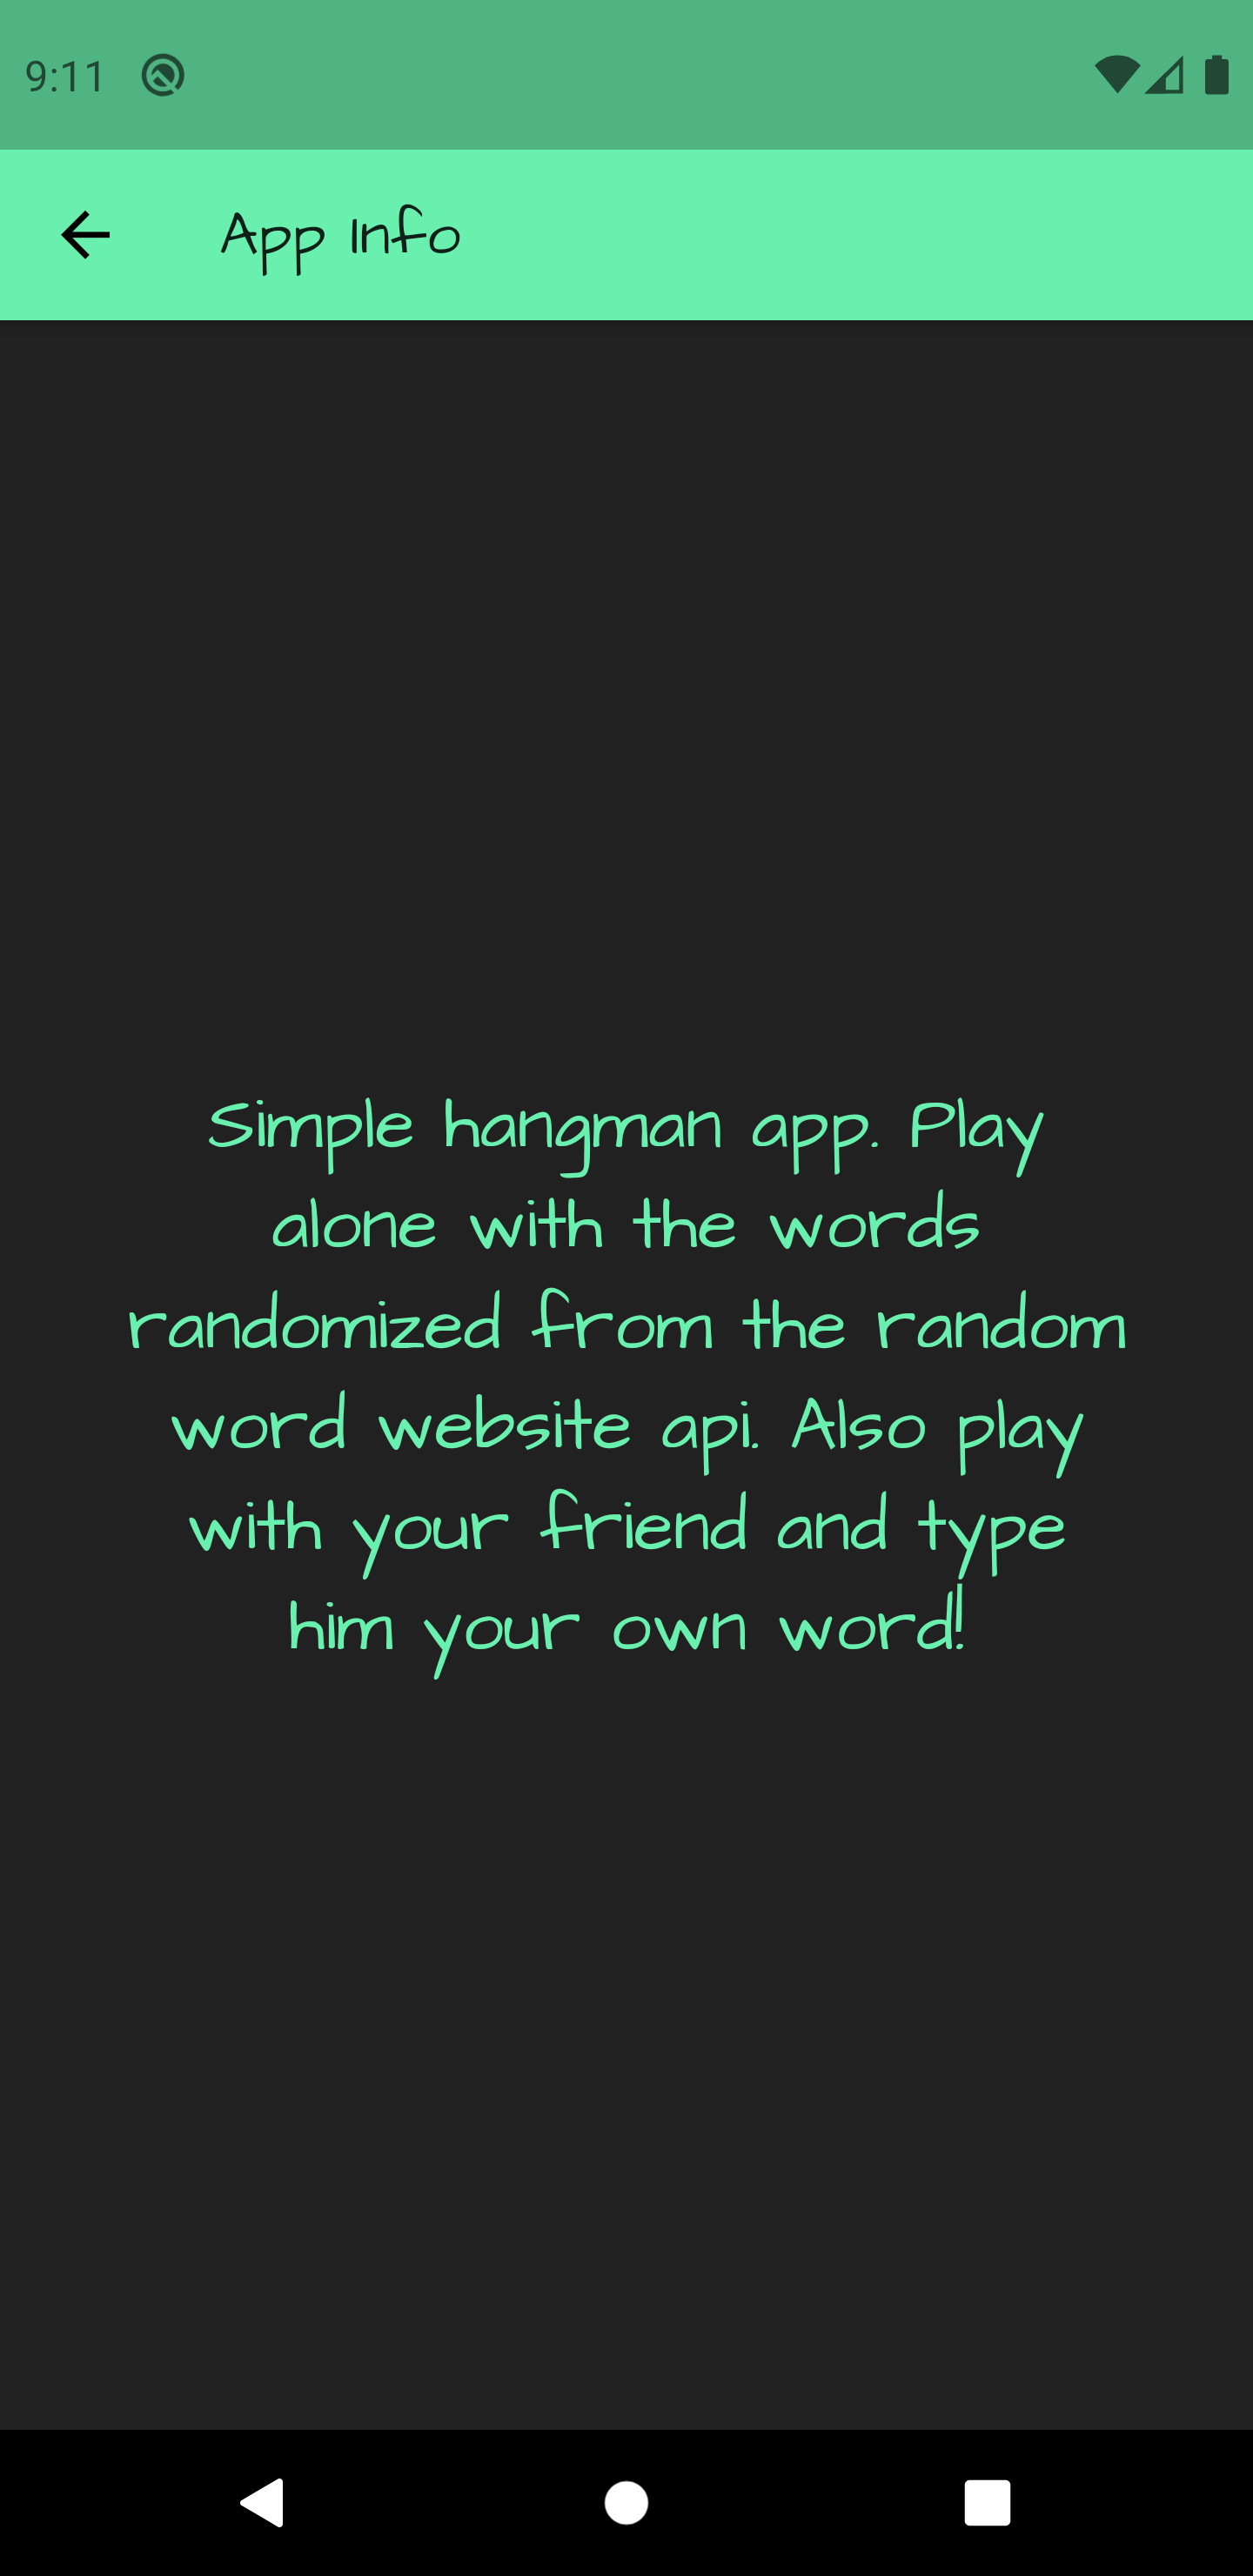 9:11
App Info
Simple hangman app. Play
alone with the words
randomized from the random
word website api. Also play
with your friend and type
him your own word!